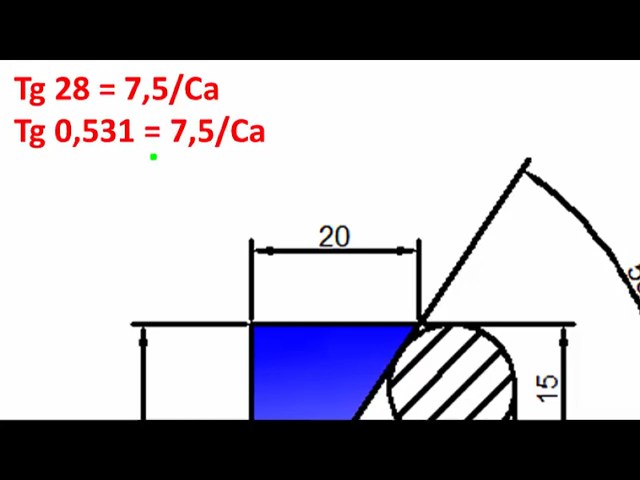 Tg 28 = 7,5/Ca
Tg 0,531 = 7,5/Ca
20
15